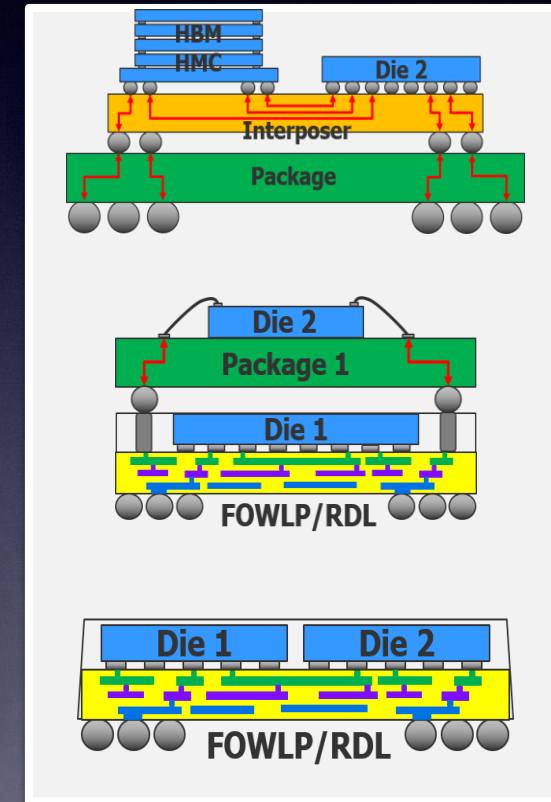 HBM
HMC
Die 2
Interposer
Package
Die 2
Package 1
Die 1
FOWLP/RDL
Die 1 Die 2
FOWLP/RDL